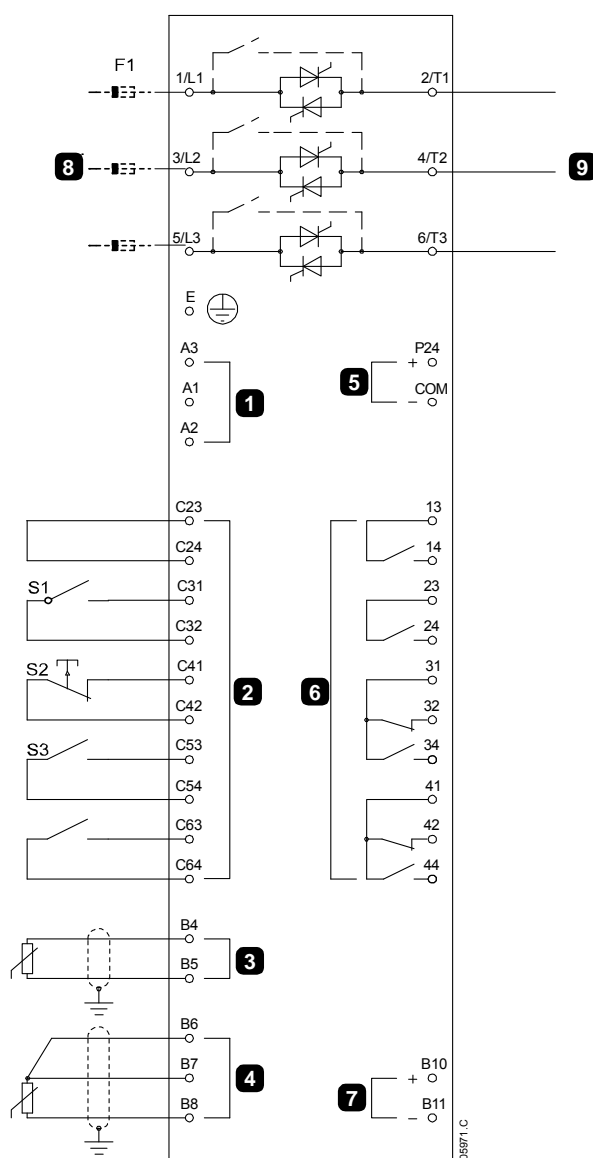 F1
1/L1 2/T1
8 3/L2 4/T2 9
5/L3 6/T3
E
A3 P24
+
5
A1 COM
1 −
A2
C23 13
C24 14
S1 C31 23
C32 24
S2 C41 31
2 6
C42 32
S3 C53 34
C54 41
C63 42
C64 44
B4
3
B5
B6
B7 B10
4 +
7
B8 B11
−
05971.C